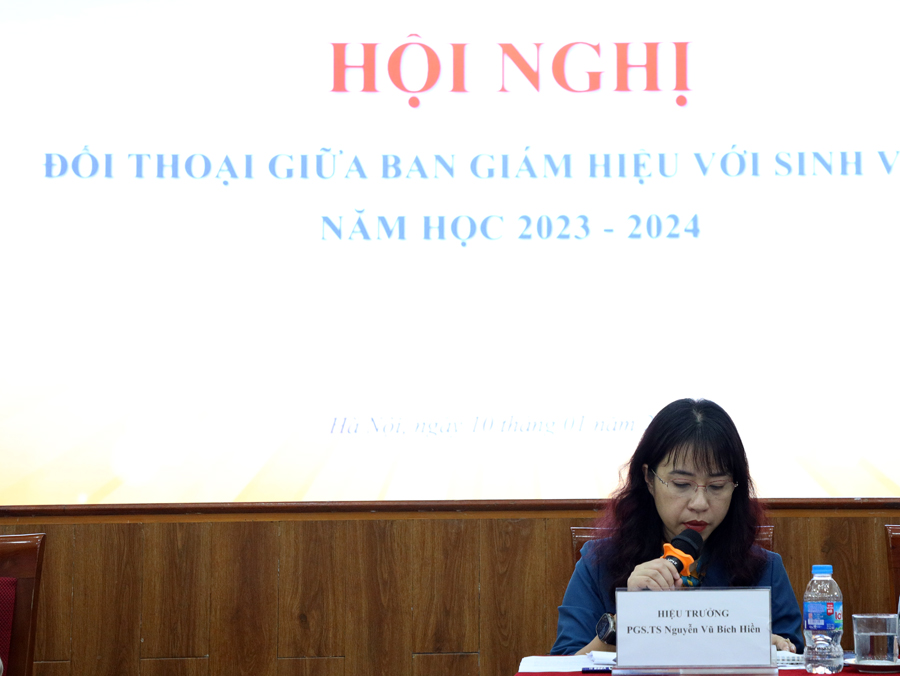 HỘI NGHỊ
ĐỐI THOẠI GIỮA BAN GIÁM HIỆU VỚI SINH V
NĂM HỌC 2023 - 2024
Hà Nội, ngày 10 tháng 01 năm
HIỆU TRƯỞNG
PGS.TS Nguyễn Vũ Bích Hiền